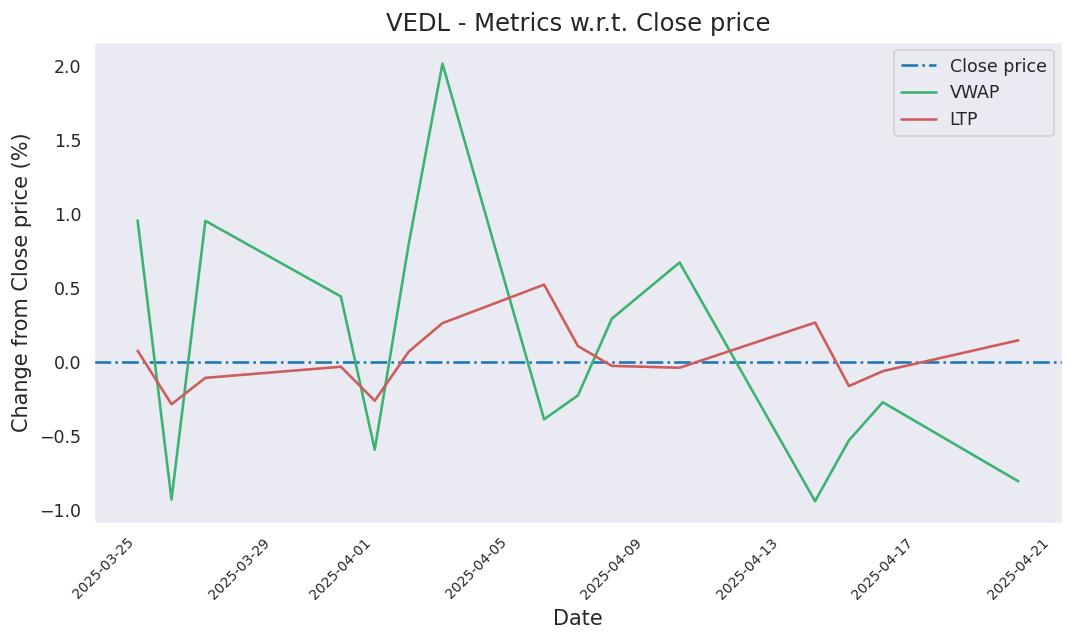 VEDL - Metrics w.r.t. Close price
Close price
VWAP
LTP
Change from Close price (%)
2.0
1.5
1.0
0.5
0.0
−0.5
−1.0
2025-03-25
2025-03-29
2025-04-01
2025-04-05
2025-04-09
2025-04-13
2025-04-17
2025-04-21
Date